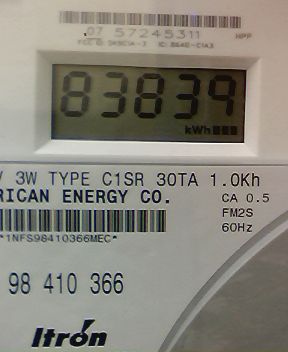 07 57245311 HPP
83839
kWh
V 3W TYPE C1SR 30TA 1.0Kh
RICAN ENERGY CO. CA 0.5
FM2S
60Hz
*1NFS98410366MEC*
98 410 366
Itron